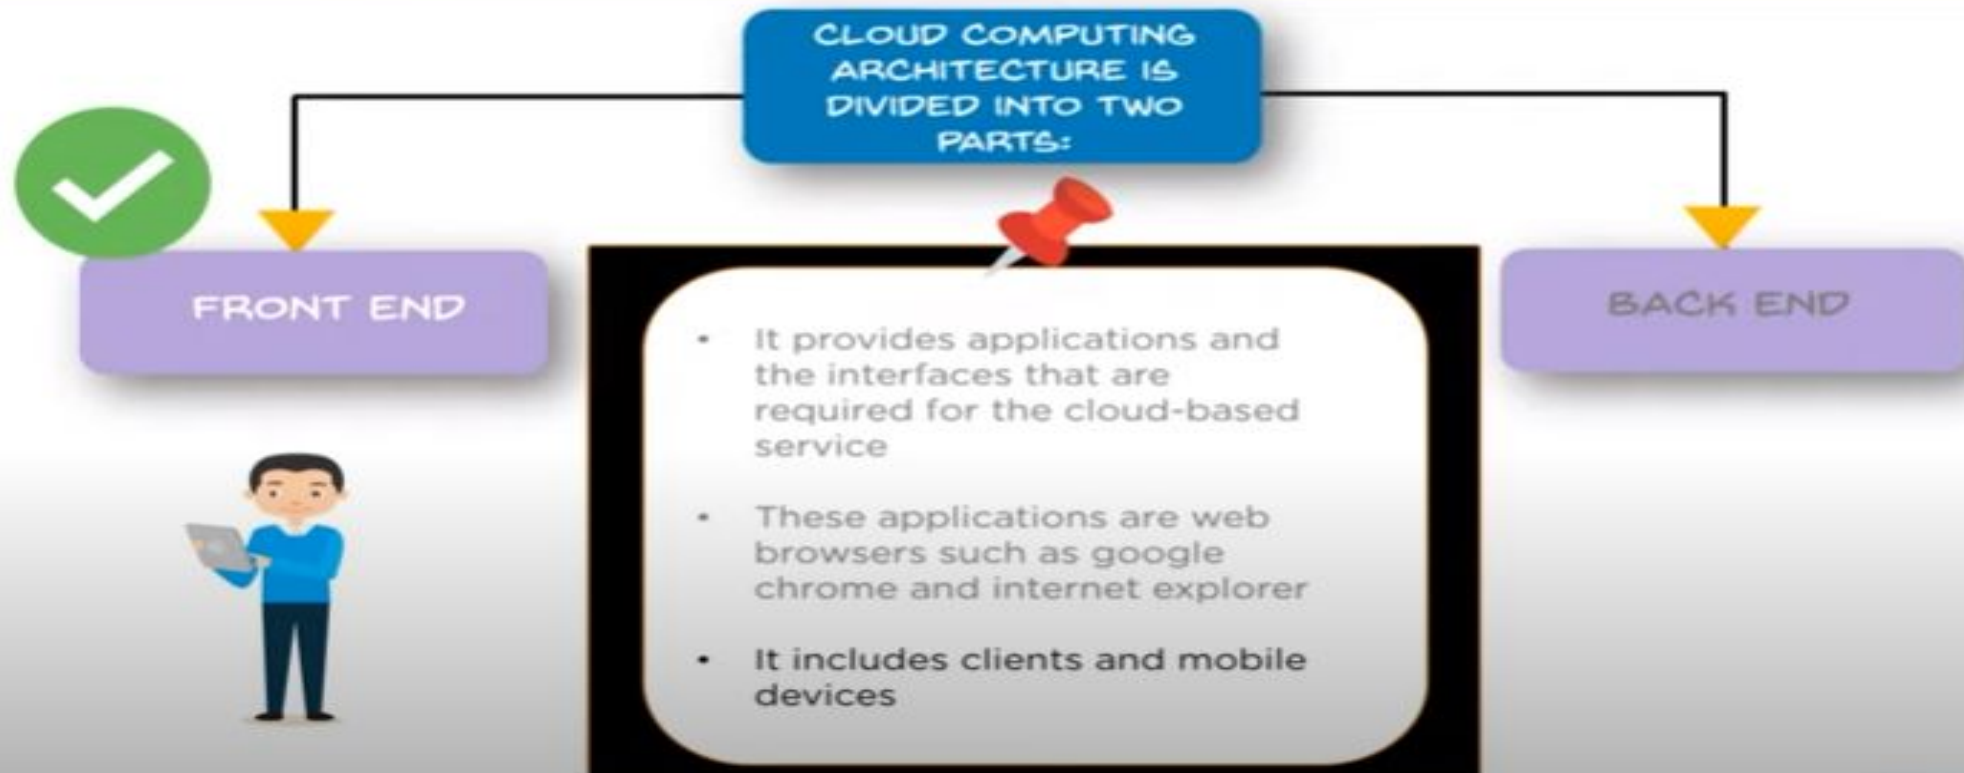 CLOUD COMPUTING
ARCHITECTURE IS
DIVIDED INTO TWO
PARTS:
FRONT END
BACK END
• It provides applications and
the interfaces that are
required for the cloud-based
service
• These applications are web
browsers such as google
chrome and internet explorer
• It includes clients and mobile
devices